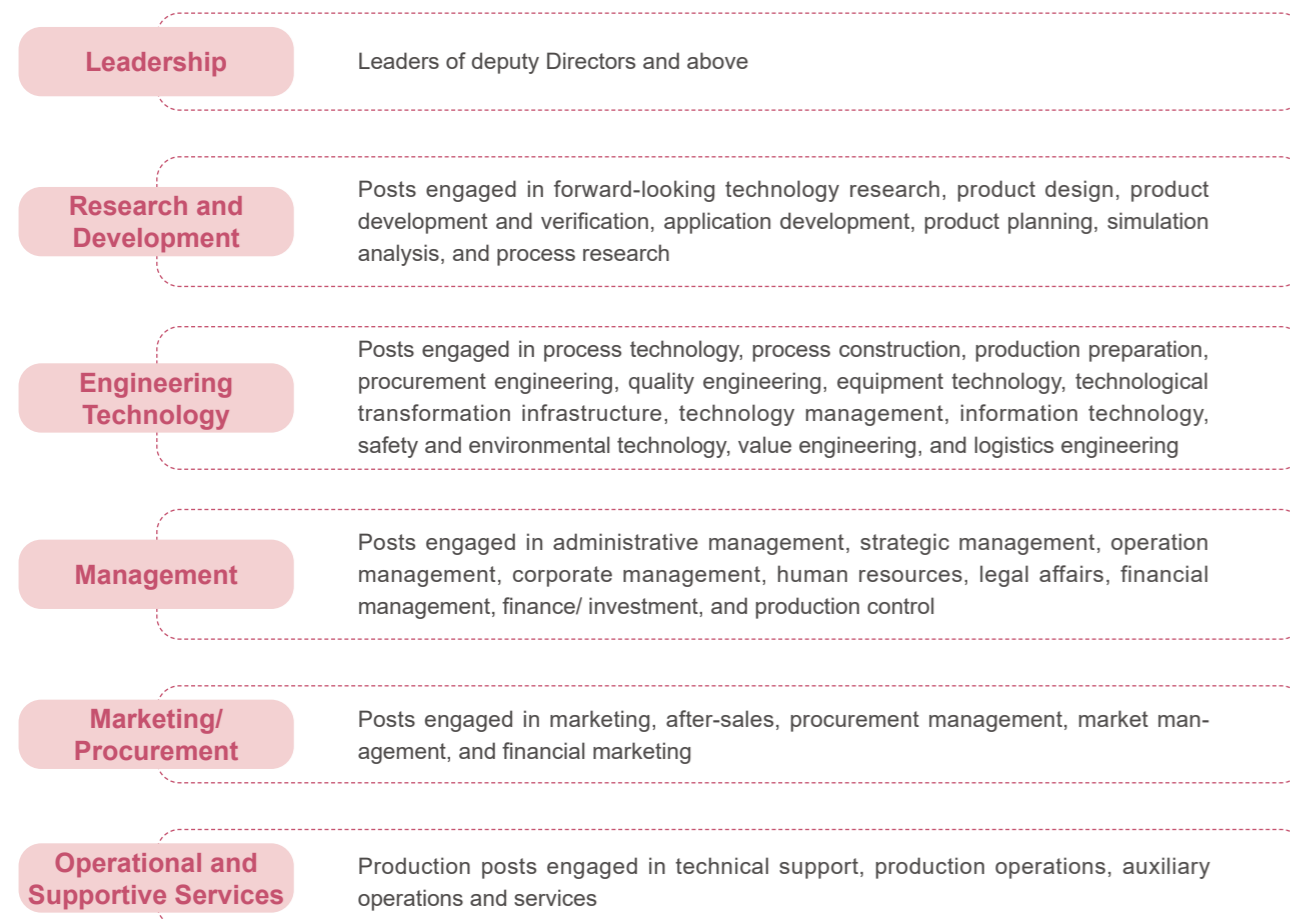 Leadership
Leaders of deputy Directors and above
Research and
Development
Posts engaged in forward-looking technology research, product design, product
development and verification, application development, product planning, simulation
analysis, and process research
Engineering
Technology
Posts engaged in process technology, process construction, production preparation,
procurement engineering, quality engineering, equipment technology, technological
transformation infrastructure, technology management, information technology,
safety and environmental technology, value engineering, and logistics engineering
Management
Posts engaged in administrative management, strategic management, operation
management, corporate management, human resources, legal affairs, financial
management, finance/ investment, and production control
Marketing/
Procurement
Posts engaged in marketing, after-sales, procurement management, market man-
agement, and financial marketing
Operational and
Supportive Services
Production posts engaged in technical support, production operations, auxiliary
operations and services